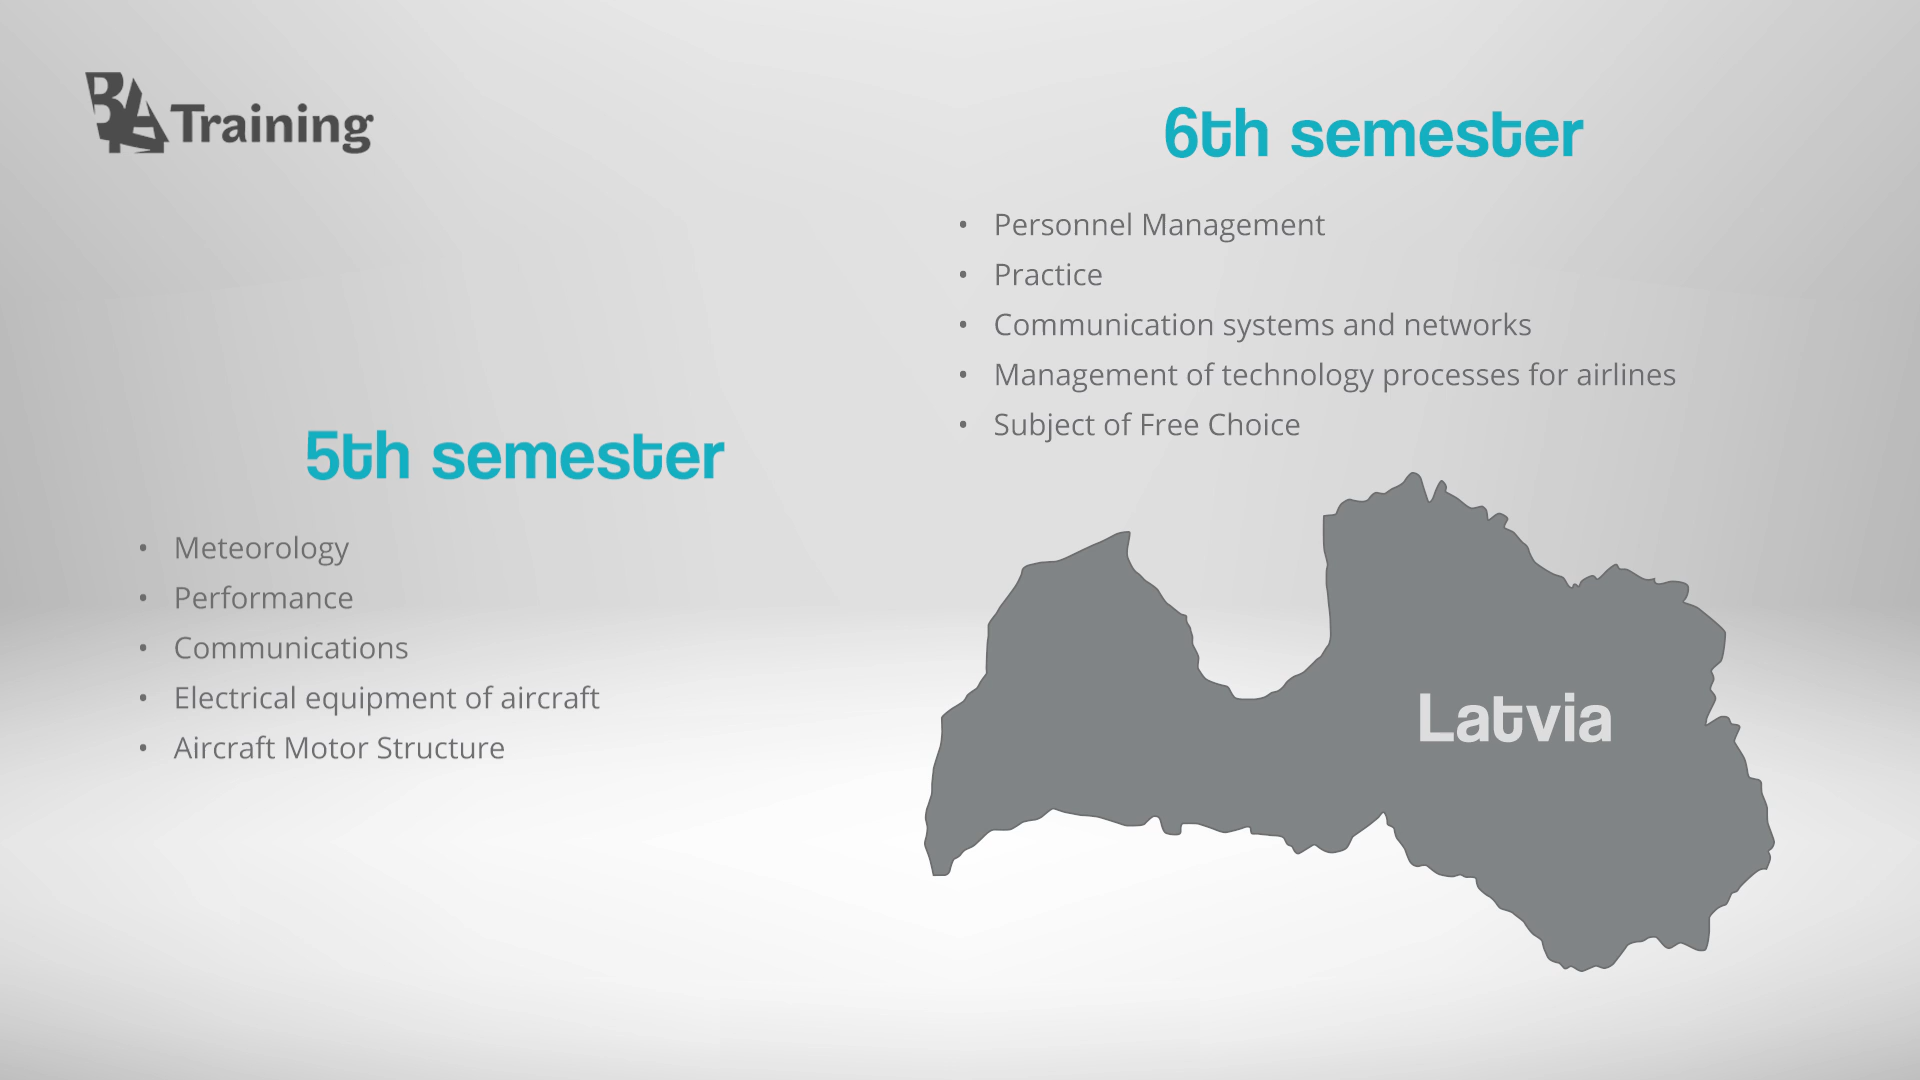 BAA Training
5th semester
• Meteorology
• Performance
• Communications
• Electrical equipment of aircraft
• Aircraft Motor Structure
6th semester
• Personnel Management
• Practice
• Communication systems and networks
• Management of technology processes for airlines
• Subject of Free Choice
Latvia